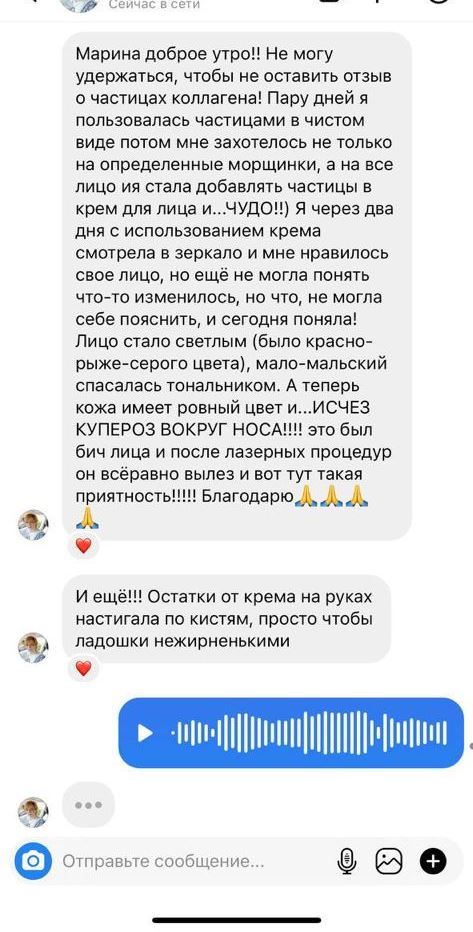 Сейчас в сети
Марина доброе утро!! Не могу
удержаться, чтобы не оставить отзыв
о частицах коллагена! Пару дней я
пользовалась частицами в чистом
виде потом мне захотелось не только
на определенные морщинки, а на все
лицо ия стала добавлять частицы в
крем для лица и...ЧУДО!!) Я через два
дня с использованием крема
смотрела в зеркало и мне нравилось
свое лицо, но ещё не могла понять
что-то изменилось, но что, не могла
себе пояснить, и сегодня поняла!
Лицо стало светлым (было красно-
рыже-серого цвета), мало-мальский
спасалась тональником. А теперь
кожа имеет ровный цвет и...ИСЧЕЗ
КУПЕРОЗ ВОКРУГ НОСА!!!! это был
бич лица и после лазерных процедур
он всёравно вылез и вот тут такая
приятность!!!!! Благодарю🙏🙏🙏
🙏
И ещё!!! Остатки от крема на руках
настигала по кистям, просто чтобы
ладошки нежирненькими
Отправьте сообщение...